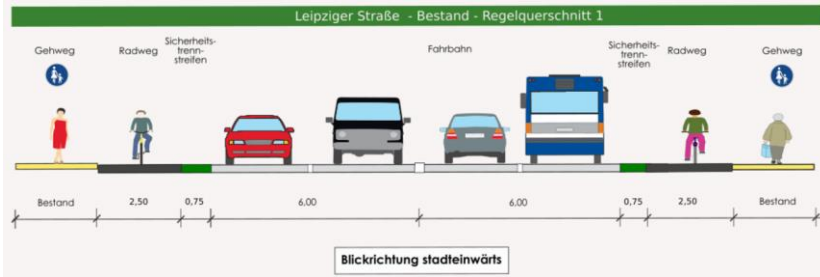 Leipziger Straße - Bestand - Regelquerschnitt 1
Gehweg
Radweg
Sicherheits-
trenn-
streifen
Fahrbahn
Sicherheits-
trenn-
streifen
Radweg
Gehweg
Bestand
2,50
0,75
6,00
6,00
0,75
2,50
Bestand
Blickrichtung stadteinwärts